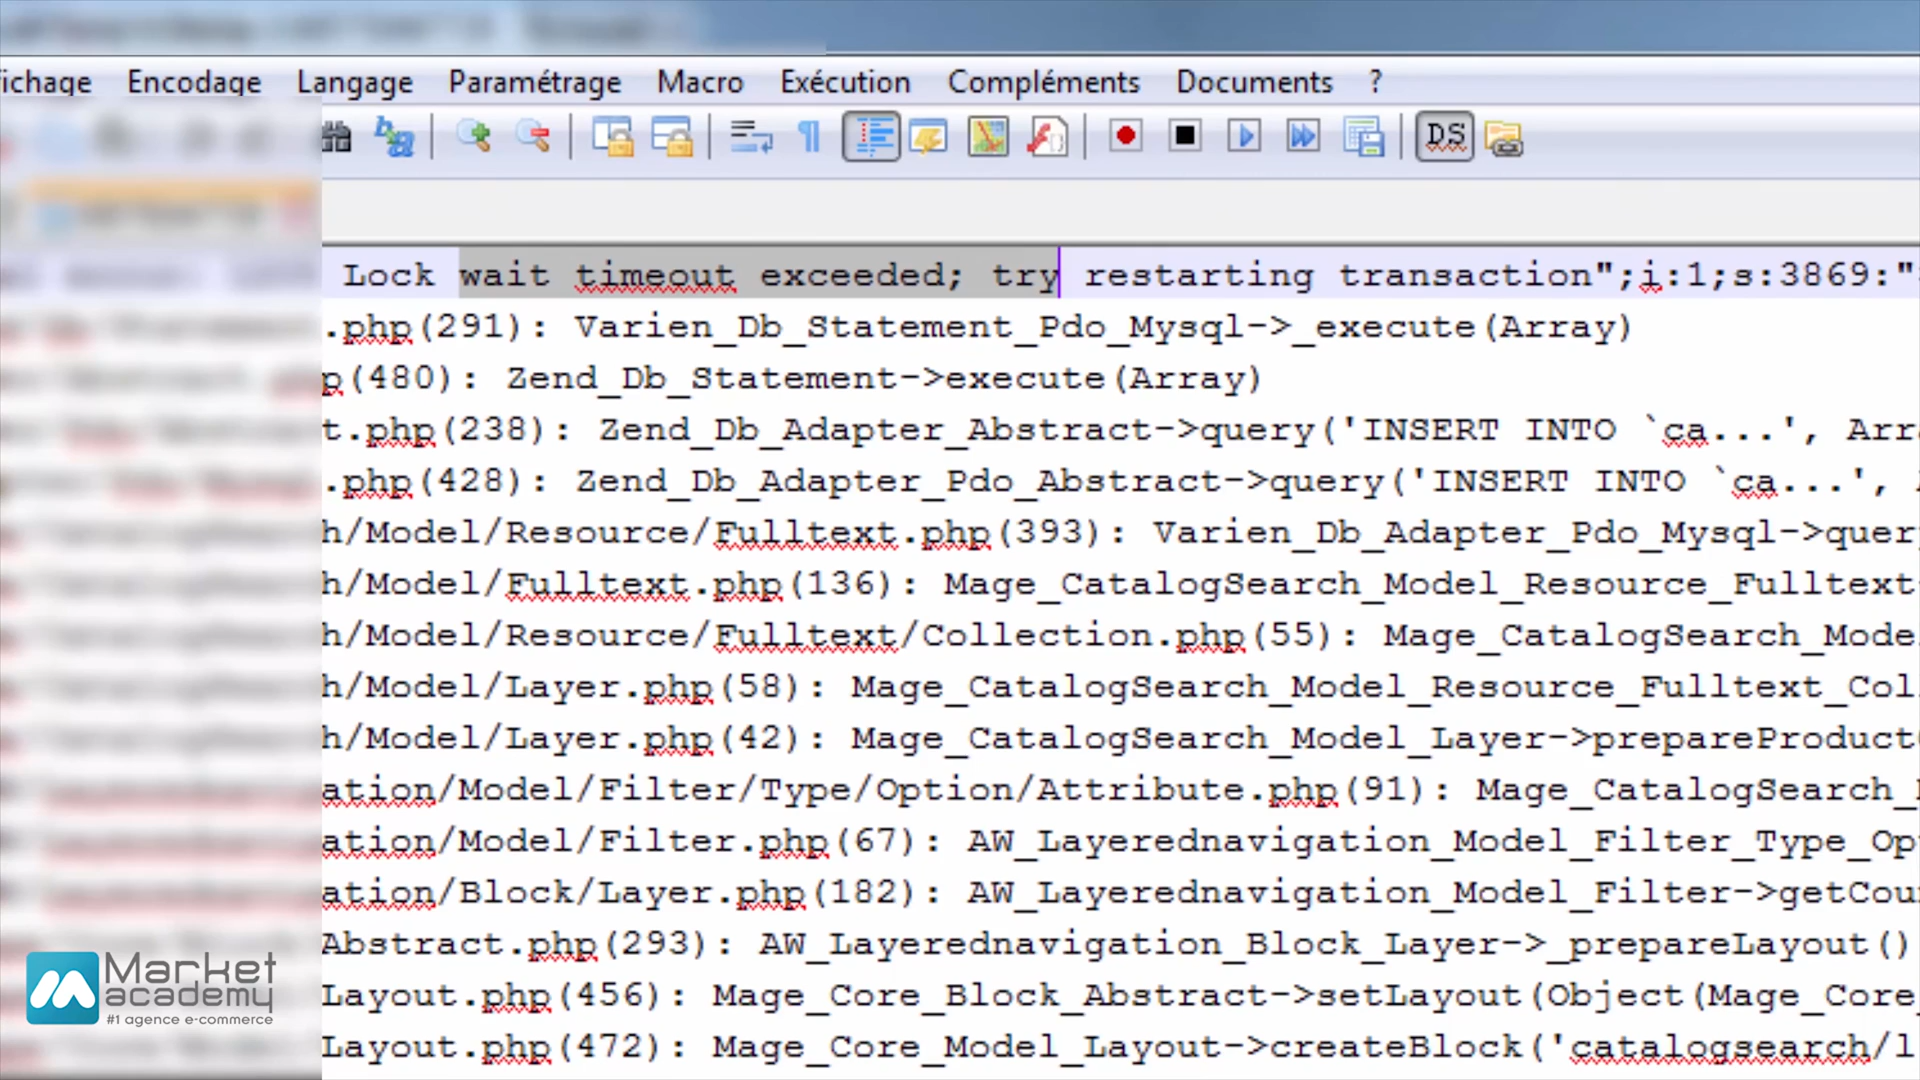 ichage Encodage Langage Paramétrage Macro Exécution Compléments Documents ?
DS
Lock wait timeout exceeded; try restarting transaction";i:1;s:3869:"
.php(291): Varien_Db_Statement_Pdo_Mysql->_execute(Array)
p(480): Zend_Db_Statement->execute(Array)
t.php(238): Zend_Db_Adapter_Abstract->query('INSERT INTO `ca...', Arr
.php(428): Zend_Db_Adapter_Pdo_Abstract->query('INSERT INTO `ca...',
h/Model/Resource/Fulltext.php(393): Varien_Db_Adapter_Pdo_Mysql->quer
h/Model/Fulltext.php(136): Mage_CatalogSearch_Model_Resource_Fulltext
h/Model/Resource/Fulltext/Collection.php(55): Mage_CatalogSearch_Mode
h/Model/Layer.php(58): Mage_CatalogSearch_Model_Resource_Fulltext_Col
h/Model/Layer.php(42): Mage_CatalogSearch_Model_Layer->prepareProduct
ation/Model/Filter/Type/Option/Attribute.php(91): Mage_CatalogSearch_
ation/Model/Filter.php(67): AW_Layerednavigation_Model_Filter_Type_Op
ation/Block/Layer.php(182): AW_Layerednavigation_Model_Filter->getCou
Abstract.php(293): AW_Layerednavigation_Block_Layer->_prepareLayout()
Layout.php(456): Mage_Core_Block_Abstract->setLayout(Object(Mage_Core
Layout.php(472): Mage_Core_Model_Layout->createBlock('catalogsearch/l
Market
academy
#1 agence e-commerce